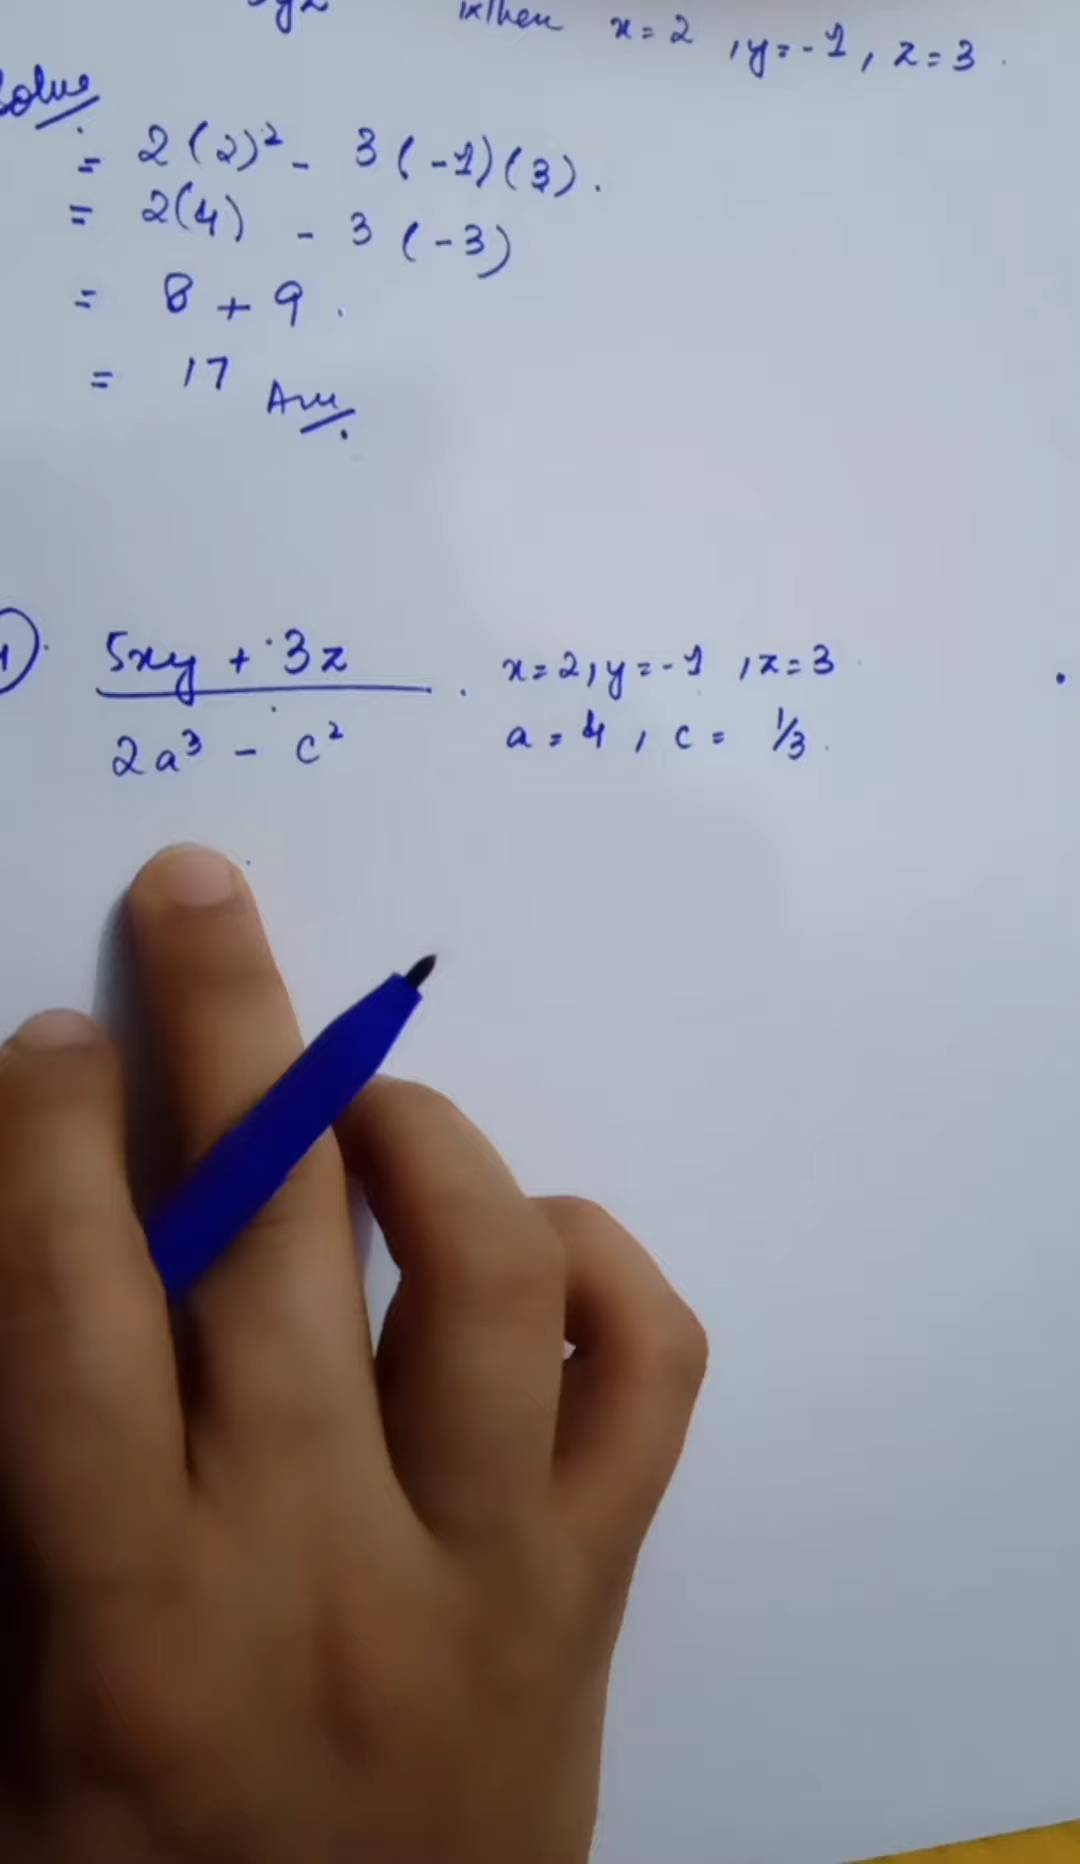 yz when x = 2 , y = -1 , z = 3 .
Solve
= 2 (2)² - 3 (-1)(3) .
= 2(4) - 3 (-3)
= 8 + 9 .
= 17 Ans.
5xy + 3z x = 2, y = -1 , z = 3
2a³ - c² a = 4 , c = 1/3 .